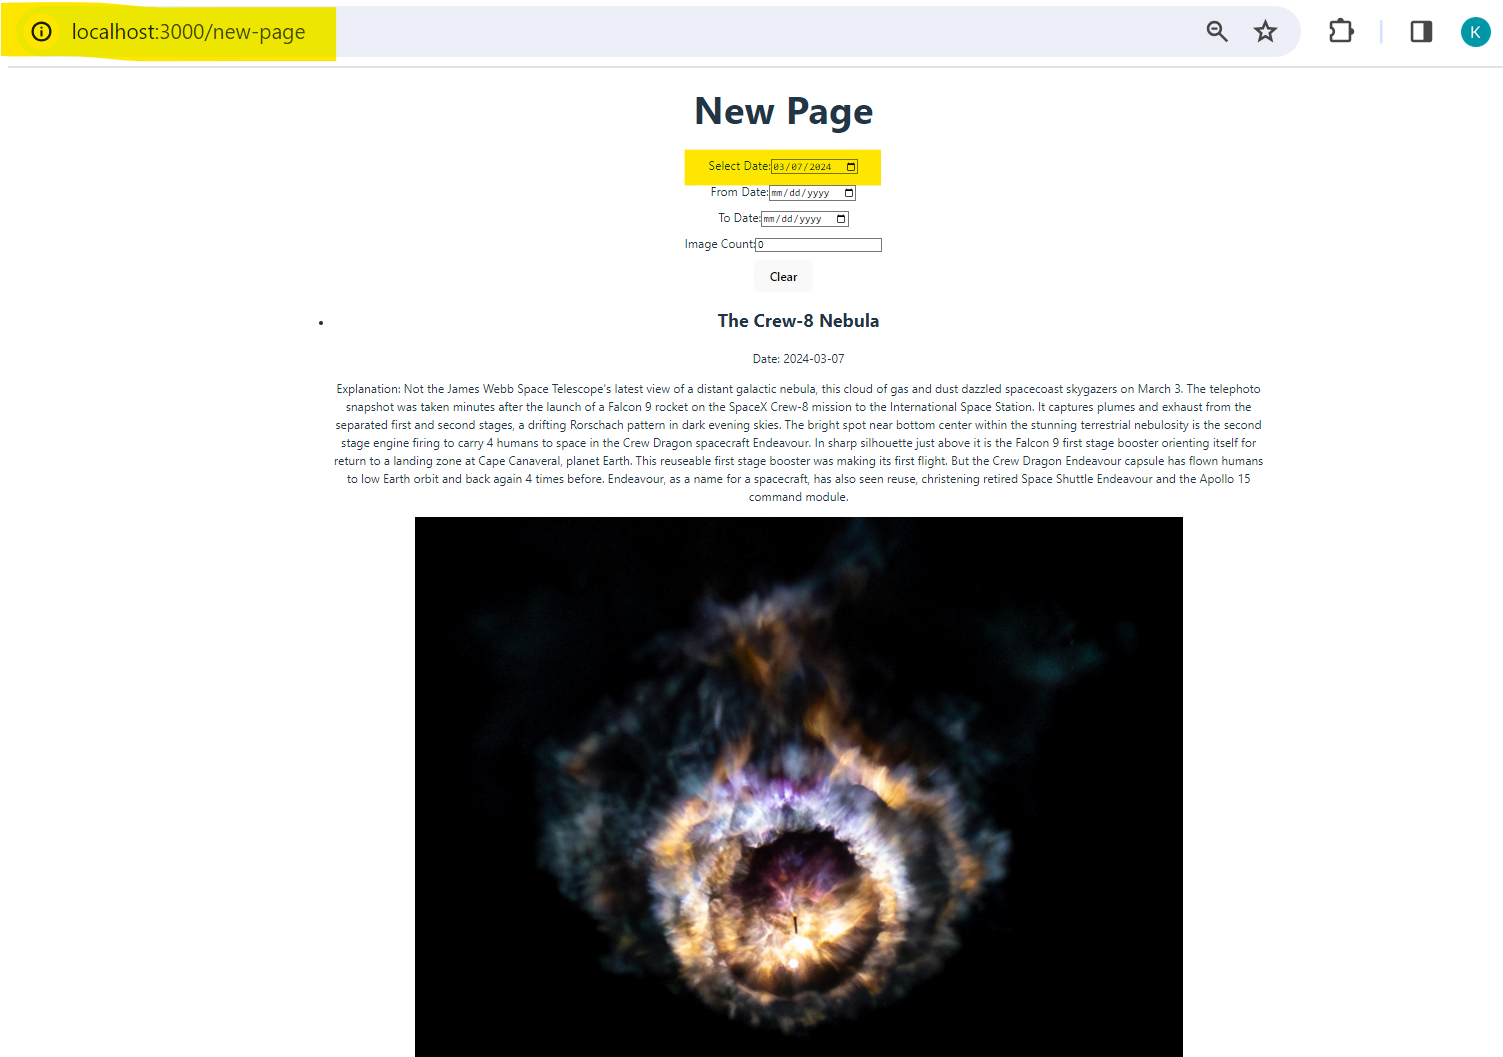 localhost:3000/new-page
K
New Page
Select Date:03/07/2024
From Date:mm/dd/yyyy
To Date:mm/dd/yyyy
Image Count:0
Clear
The Crew-8 Nebula
Date: 2024-03-07
Explanation: Not the James Webb Space Telescope's latest view of a distant galactic nebula, this cloud of gas and dust dazzled spacecoast skygazers on March 3. The telephoto
snapshot was taken minutes after the launch of a Falcon 9 rocket on the SpaceX Crew-8 mission to the International Space Station. It captures plumes and exhaust from the
separated first and second stages, a drifting Rorschach pattern in dark evening skies. The bright spot near bottom center within the stunning terrestrial nebulosity is the second
stage engine firing to carry 4 humans to space in the Crew Dragon spacecraft Endeavour. In sharp silhouette just above it is the Falcon 9 first stage booster orienting itself for
return to a landing zone at Cape Canaveral, planet Earth. This reuseable first stage booster was making its first flight. But the Crew Dragon Endeavour capsule has flown humans
to low Earth orbit and back again 4 times before. Endeavour, as a name for a spacecraft, has also seen reuse, christening retired Space Shuttle Endeavour and the Apollo 15
command module.